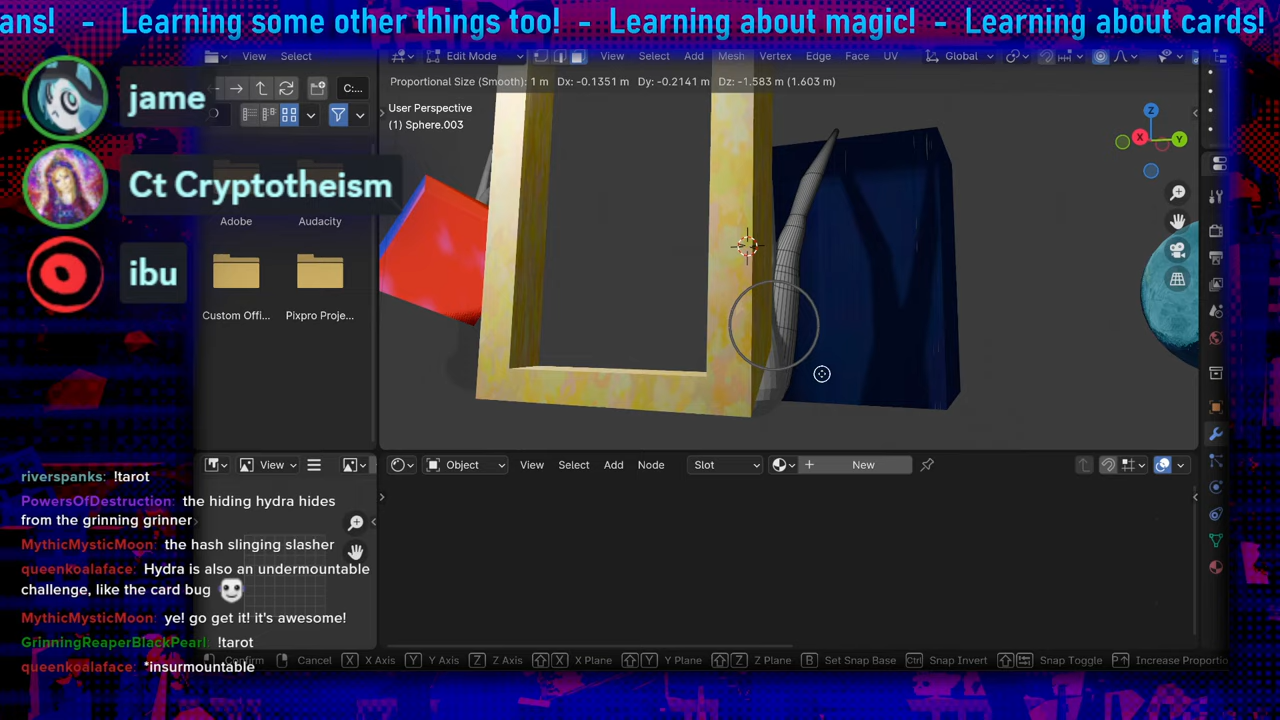 ans! - Learning some other things too! - Learning about magic! - Learning about cards!
jame
Ct Cryptotheism
ibu
View Select
C:...
Adobe Audacity
Custom Offi... Pixpro Proje...
Edit Mode View Select Add Mesh Vertex Edge Face UV Global
Proportional Size (Smooth): 1 m Dx: -0.1351 m Dy: -0.2141 m Dz: -1.583 m (1.603 m)
User Perspective
(1) Sphere.003
Z
X
Y
View
Object View Select Add Node Slot New
riverspanks: !tarot
PowersOfDestruction: the hiding hydra hides
from the grinning grinner
MythicMysticMoon: the hash slinging slasher
queenkoalaface: Hydra is also an undermountable
challenge, like the card bug
MythicMysticMoon: ye! go get it! it's awesome!
GrinningReaperBlackPearl: !tarot
queenkoalaface: *insurmountable
Confirm Cancel X X Axis Y Y Axis Z Z Axis X X Plane Y Y Plane Z Z Plane B Set Snap Base Ctrl Snap Invert Snap Toggle P Increase Proportio